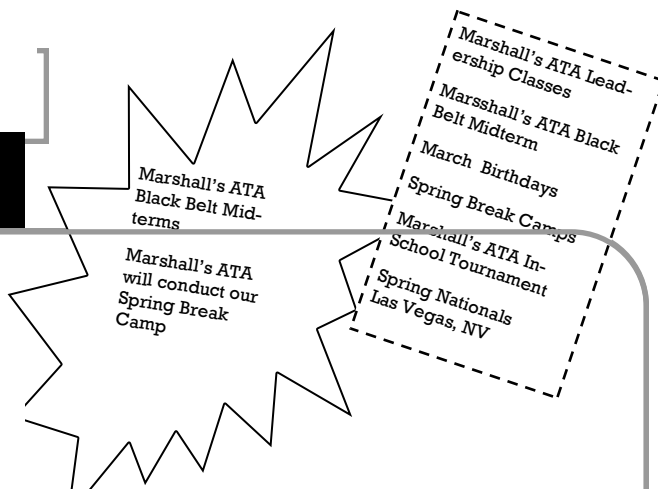 Marshall's ATA
Black Belt Mid-
terms
Marshall's ATA
will conduct our
Spring Break
Camp
Marshall's ATA Lead-
ership Classes
Marsshall's ATA Black
Belt Midterm
March  Birthdays
Spring Break Camps
Marshall's ATA In-
School Tournament
Spring Nationals
Las Vegas, NV